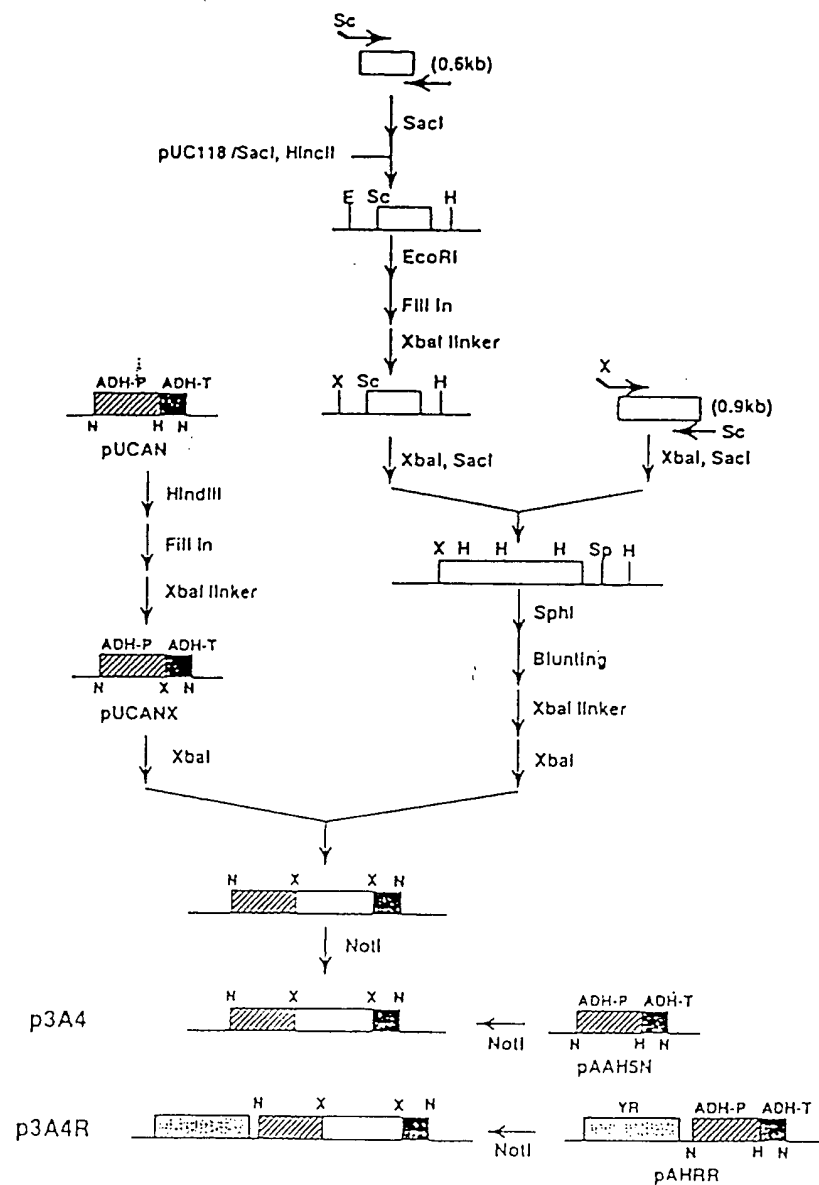 Sc
(0.6kb)
SacI
pUC118/SacI, HincII
E Sc H
EcoRI
Fill In
XbaI linker
X Sc H
X
(0.9kb)
Sc
XbaI, SacI
XbaI, SacI
ADH-P ADH-T
N H N
pUCAN
HindIII
Fill In
XbaI linker
ADH-P ADH-T
N X N
pUCANX
XbaI
X H H H Sp H
SphI
Blunting
XbaI linker
XbaI
N X X N
NotI
p3A4
N X X N
NotI
ADH-P ADH-T
N H N
pAAH5N
p3A4R
N X X N
NotI
YR ADH-P ADH-T
N H N
pAHRR